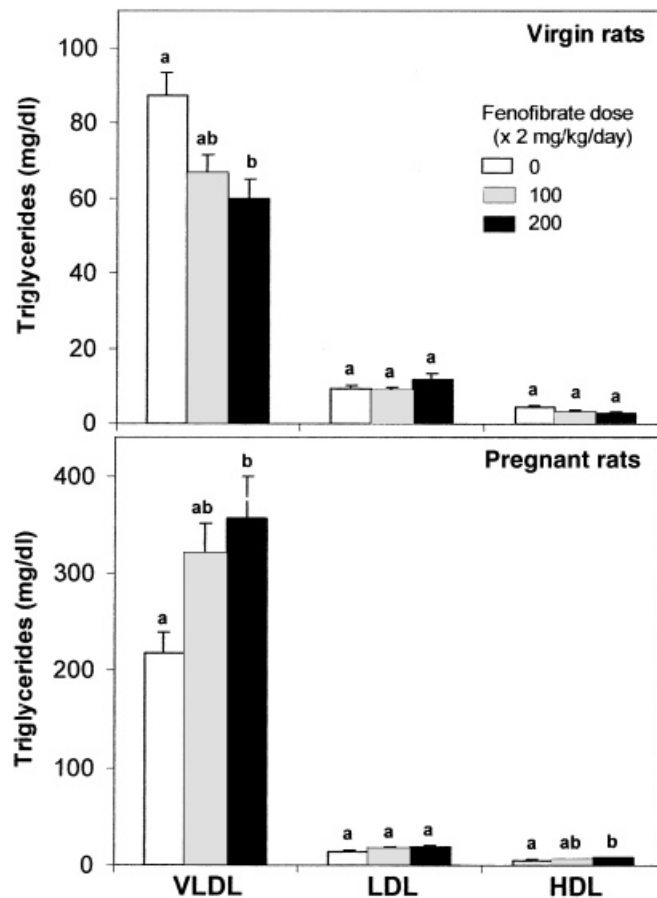 Virgin rats
Triglycerides (mg/dl)
100
80
60
40
20
0
a
ab
b
a
a
a
a
a
a
Fenofibrate dose
(x 2 mg/kg/day)
0
100
200
Pregnant rats
Triglycerides (mg/dl)
400
300
200
100
0
a
ab
b
a
a
a
a
ab
b
VLDL
LDL
HDL